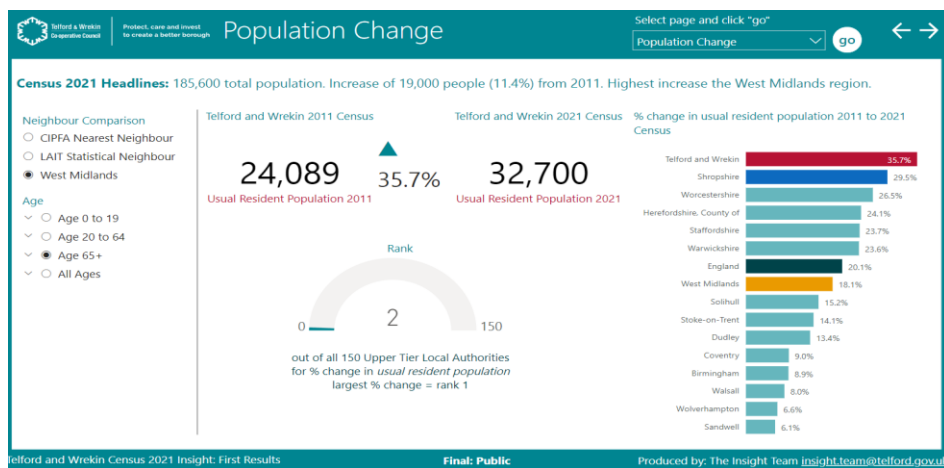 Telford & Wrekin
Co-operative Council
Protect, care and invest
to create a better borough
Population Change
Select page and click "go"
Population Change
go
Census 2021 Headlines: 185,600 total population. Increase of 19,000 people (11.4%) from 2011. Highest increase the West Midlands region.
Neighbour Comparison
CIPFA Nearest Neighbour
LAIT Statistical Neighbour
West Midlands
Age
Age 0 to 19
Age 20 to 64
Age 65+
All Ages
Telford and Wrekin 2011 Census
24,089
Usual Resident Population 2011
35.7%
Telford and Wrekin 2021 Census
32,700
Usual Resident Population 2021
Rank
2
0
150
out of all 150 Upper Tier Local Authorities
for % change in usual resident population
largest % change = rank 1
% change in usual resident population 2011 to 2021
Census
Telford and Wrekin 35.7%
Shropshire 29.5%
Worcestershire 26.5%
Herefordshire, County of 24.1%
Staffordshire 23.7%
Warwickshire 23.6%
England 20.1%
West Midlands 18.1%
Solihull 15.2%
Stoke-on-Trent 14.1%
Dudley 13.4%
Coventry 9.0%
Birmingham 8.9%
Walsall 8.0%
Wolverhampton 6.6%
Sandwell 6.1%
Telford and Wrekin Census 2021 Insight: First Results
Final: Public
Produced by: The Insight Team insight.team@telford.gov.u